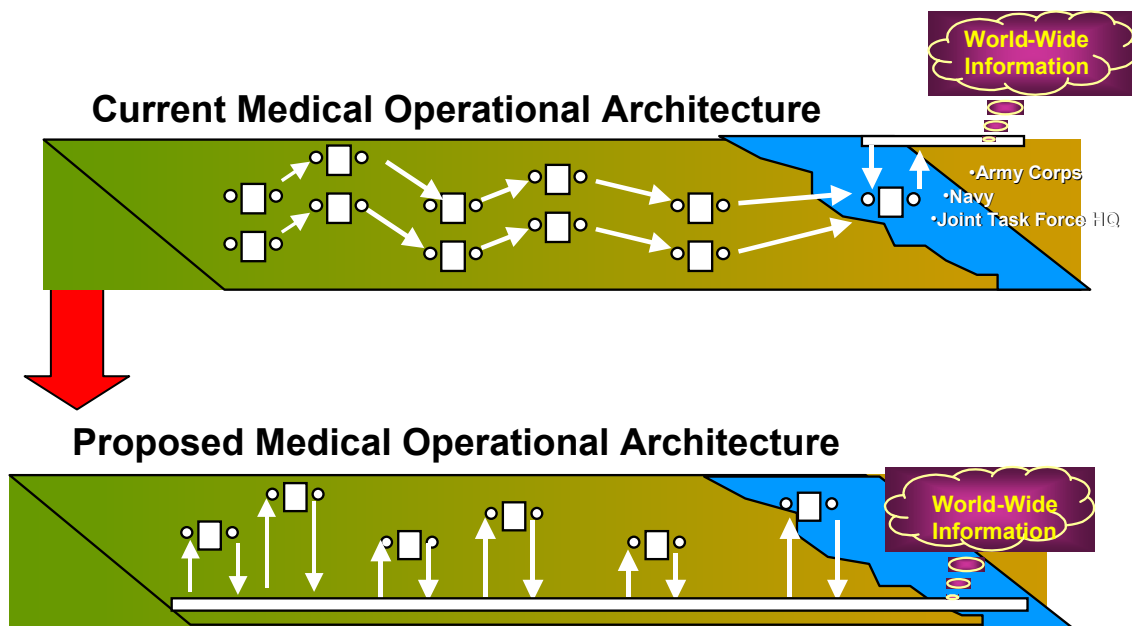 World-Wide
Information
Current Medical Operational Architecture
•Army Corps
•Navy
•Joint Task Force HQ
Proposed Medical Operational Architecture
World-Wide
Information